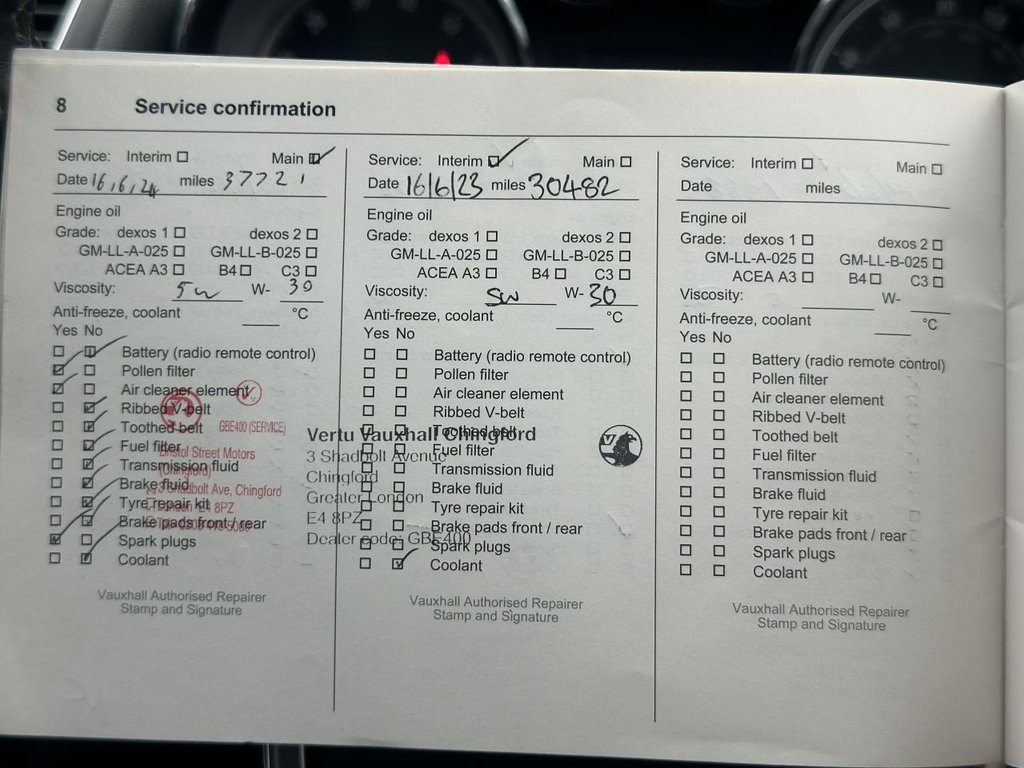 8 Service confirmation
Service: Interim Main
Date 16,6,24 miles 37721
Engine oil
Grade: dexos 1 dexos 2
GM-LL-A-025 GM-LL-B-025
ACEA A3 B4 C3
Viscosity: 5w W- 30
Anti-freeze, coolant °C
Yes No
Battery (radio remote control)
Pollen filter
Air cleaner element
Ribbed V-belt
Toothed belt
Fuel filter
Transmission fluid
Brake fluid
Tyre repair kit
Brake pads front / rear
Spark plugs
Coolant
GBE400 (SERVICE)
Bristol Street Motors
(Chingford)
3 Shadbolt Ave, Chingford
London E4 8PZ
Vauxhall Authorised Repairer
Stamp and Signature
Service: Interim Main
Date 16/6/23 miles 30482
Engine oil
Grade: dexos 1 dexos 2
GM-LL-A-025 GM-LL-B-025
ACEA A3 B4 C3
Viscosity: 5w W- 30
Anti-freeze, coolant °C
Yes No
Battery (radio remote control)
Pollen filter
Air cleaner element
Ribbed V-belt
Toothed belt
Fuel filter
Transmission fluid
Brake fluid
Tyre repair kit
Brake pads front / rear
Spark plugs
Coolant
Vertu Vauxhall Chingford
3 Shadbolt Avenue
Chingford
Greater London
E4 8PZ
Dealer code: GBE400
Vauxhall Authorised Repairer
Stamp and Signature
Service: Interim Main
Date miles
Engine oil
Grade: dexos 1 dexos 2
GM-LL-A-025 GM-LL-B-025
ACEA A3 B4 C3
Viscosity: W-
Anti-freeze, coolant °C
Yes No
Battery (radio remote control)
Pollen filter
Air cleaner element
Ribbed V-belt
Toothed belt
Fuel filter
Transmission fluid
Brake fluid
Tyre repair kit
Brake pads front / rear
Spark plugs
Coolant
Vauxhall Authorised Repairer
Stamp and Signature